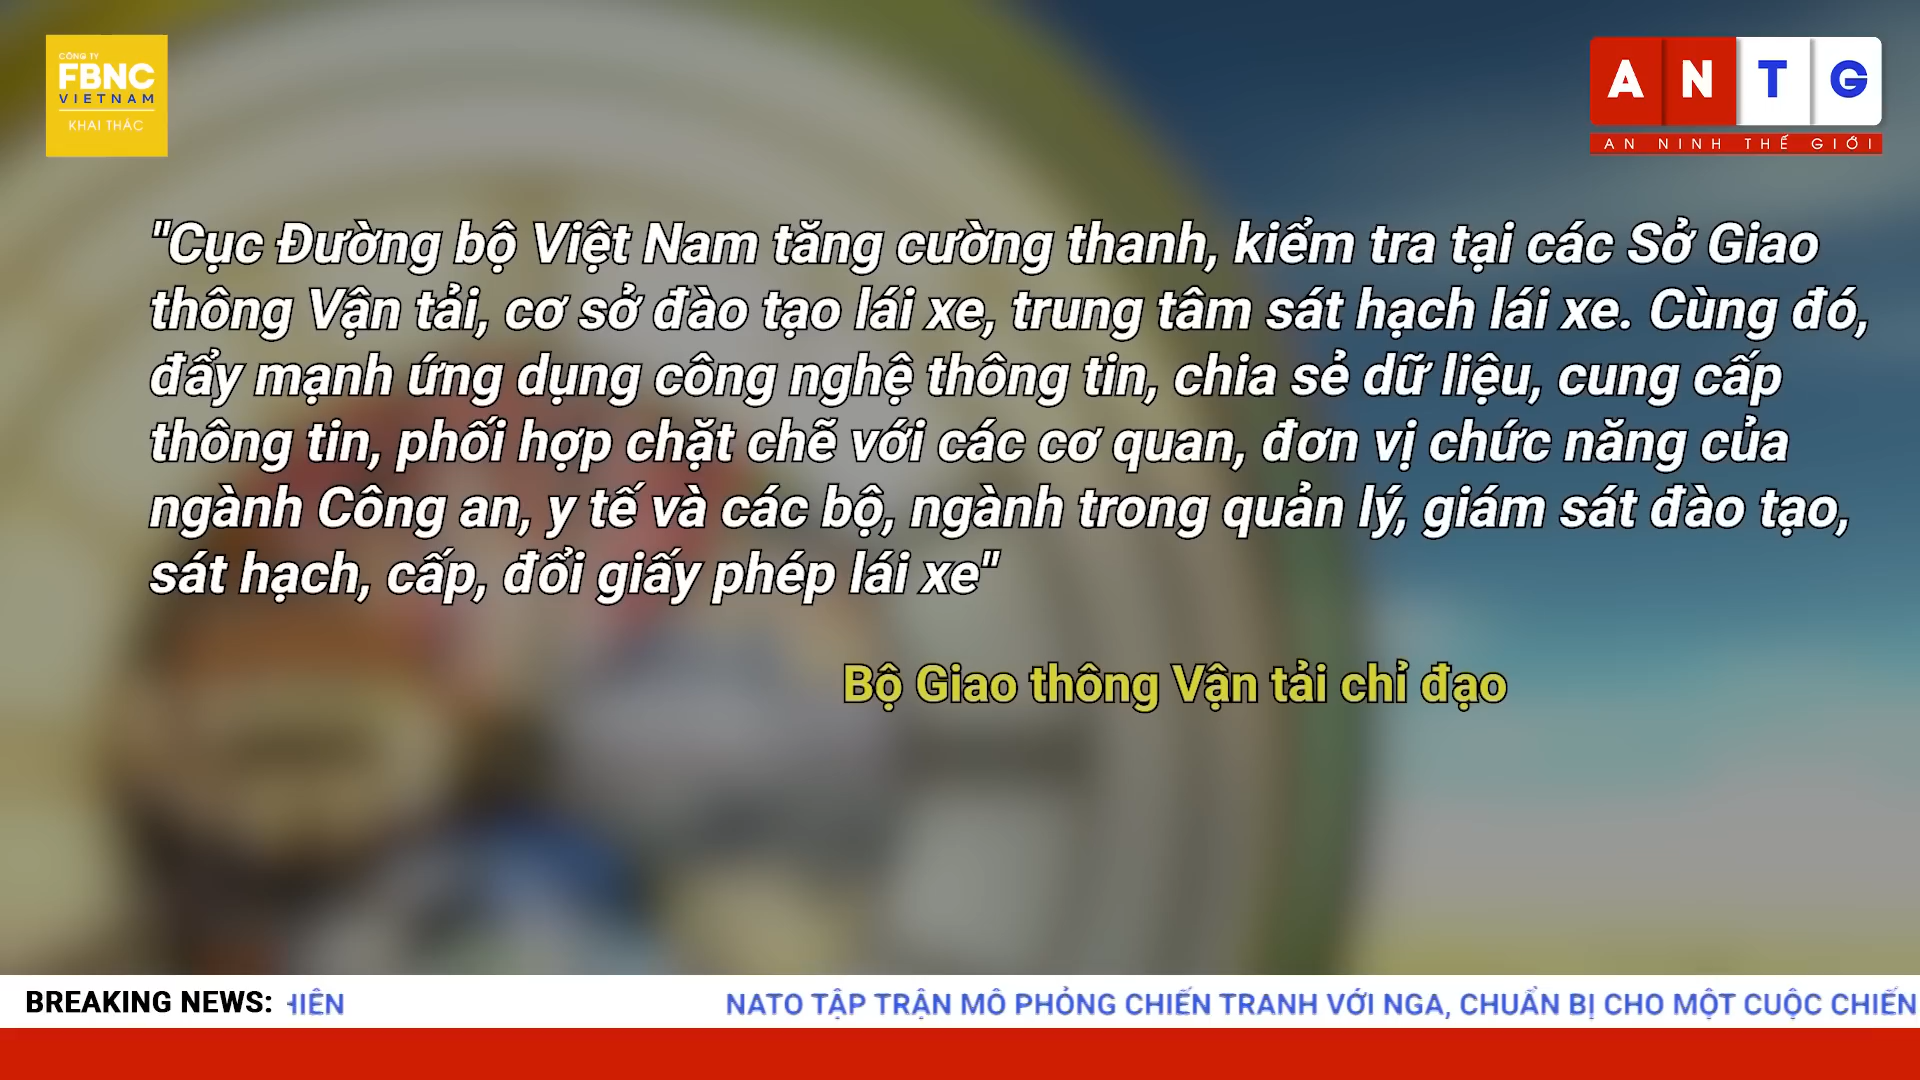 CÔNG TY
FBNC
VIETNAM
KHAI THÁC
ANTG
AN NINH THẾ GIỚI
"Cục Đường bộ Việt Nam tăng cường thanh, kiểm tra tại các Sở Giao
thông Vận tải, cơ sở đào tạo lái xe, trung tâm sát hạch lái xe. Cùng đó,
đẩy mạnh ứng dụng công nghệ thông tin, chia sẻ dữ liệu, cung cấp
thông tin, phối hợp chặt chẽ với các cơ quan, đơn vị chức năng của
ngành Công an, y tế và các bộ, ngành trong quản lý, giám sát đào tạo,
sát hạch, cấp, đổi giấy phép lái xe"
Bộ Giao thông Vận tải chỉ đạo
BREAKING NEWS: HIÊN NATO TẬP TRẬN MÔ PHỎNG CHIẾN TRANH VỚI NGA, CHUẨN BỊ CHO MỘT CUỘC CHIẾN